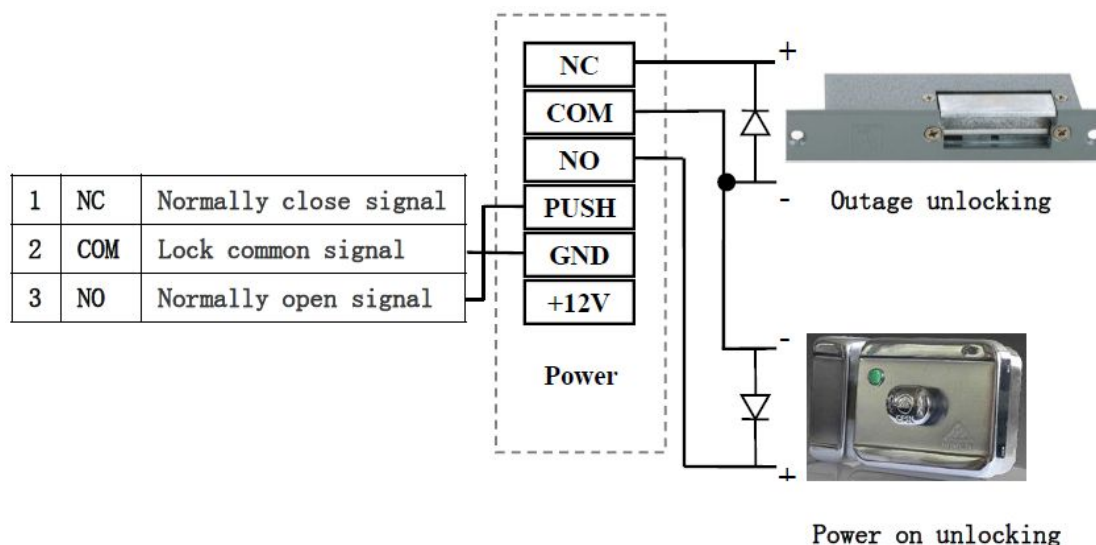 NC
COM
NO
PUSH
GND
+12V
Power
1 NC Normally close signal
2 COM Lock common signal
3 NO Normally open signal
+
-
Outage unlocking
-
+
Power on unlocking